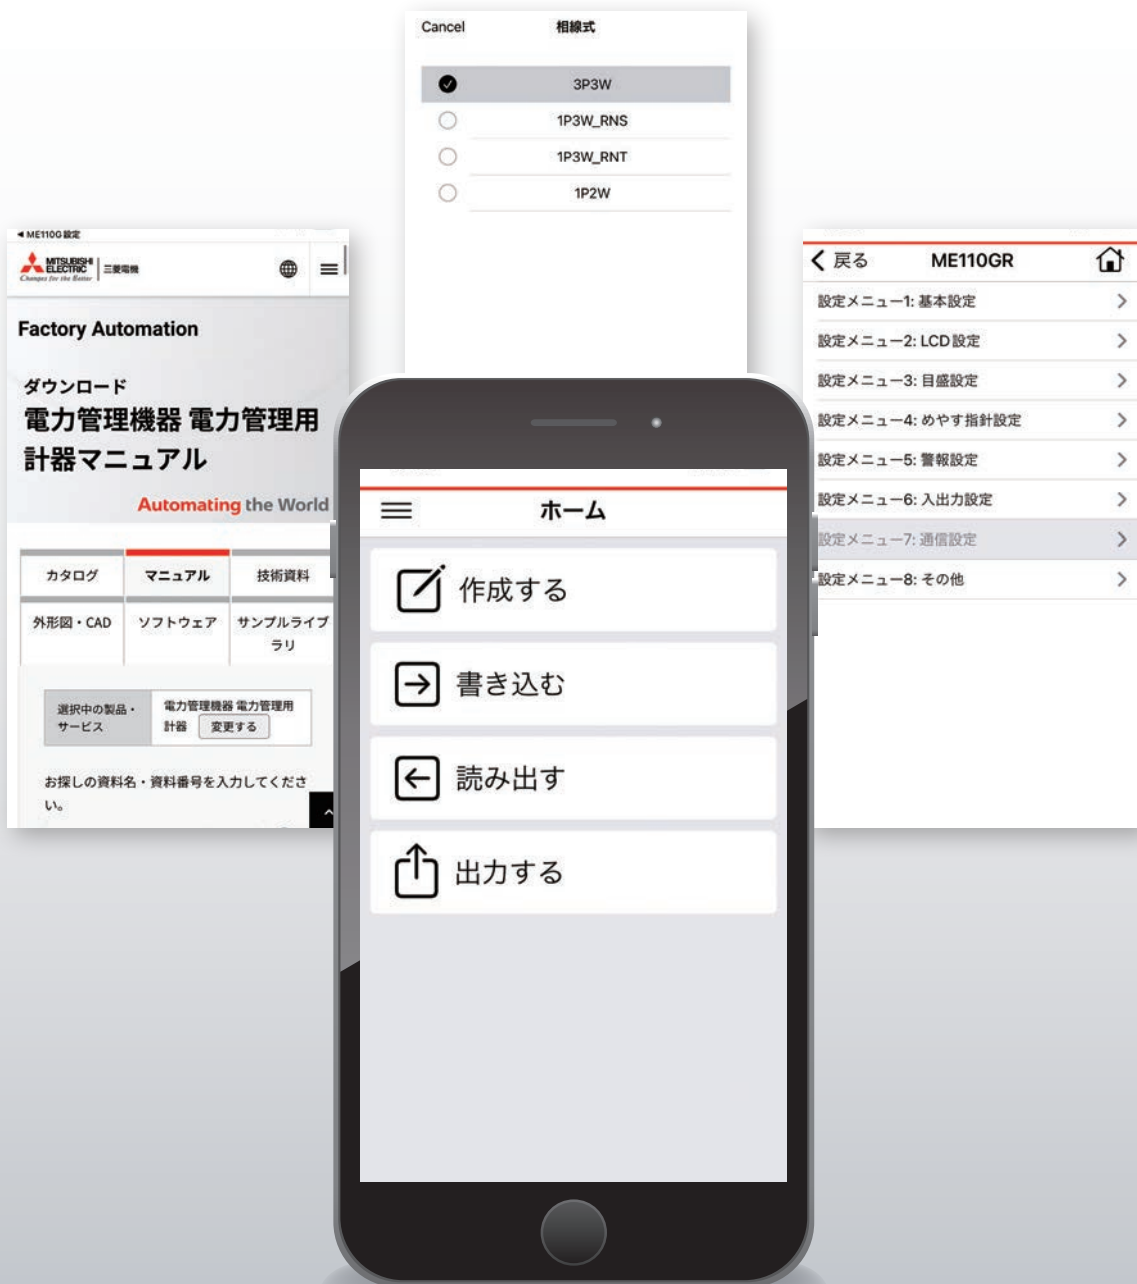 Cancel
相線式
3P3W
1P3W_RNS
1P3W_RNT
1P2W
◀ME110G設定
MITSUBISHI
ELECTRIC
Changes for the Better
三菱電機
Factory Automation
ダウンロード
電力管理機器 電力管理用
計器マニュアル
Automating the World
カタログ
マニュアル
技術資料
外形図・CAD
ソフトウェア
サンプルライブ
ラリ
選択中の製品・
サービス
電力管理機器 電力管理用
計器 変更する
お探しの資料名・資料番号を入力してくださ
い。
戻る
ME110GR
設定メニュー1: 基本設定
設定メニュー2: LCD設定
設定メニュー3: 目盛設定
設定メニュー4: めやす指針設定
設定メニュー5: 警報設定
設定メニュー6: 入出力設定
設定メニュー7: 通信設定
設定メニュー8: その他
ホーム
作成する
書き込む
読み出す
出力する